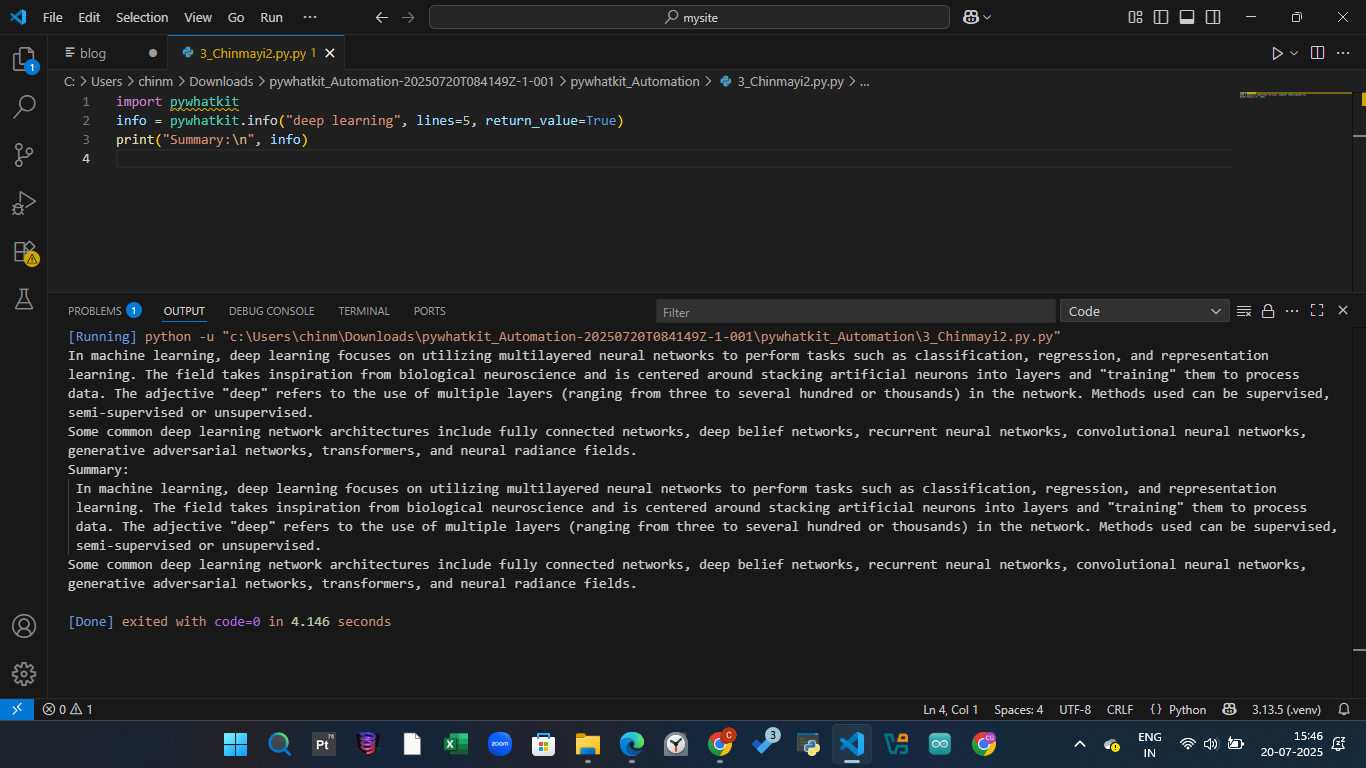 File Edit Selection View Go Run ··· mysite
blog 3_Chinmayi2.py.py 1
C: > Users > chinm > Downloads > pywhatkit_Automation-20250720T084149Z-1-001 > pywhatkit_Automation > 3_Chinmayi2.py.py > ...
1 import pywhatkit
2 info = pywhatkit.info("deep learning", lines=5, return_value=True)
3 print("Summary:\n", info)
4
1
PROBLEMS 1 OUTPUT DEBUG CONSOLE TERMINAL PORTS Filter Code
[Running] python -u "c:\Users\chinm\Downloads\pywhatkit_Automation-20250720T084149Z-1-001\pywhatkit_Automation\3_Chinmayi2.py.py"
In machine learning, deep learning focuses on utilizing multilayered neural networks to perform tasks such as classification, regression, and representation
learning. The field takes inspiration from biological neuroscience and is centered around stacking artificial neurons into layers and "training" them to process
data. The adjective "deep" refers to the use of multiple layers (ranging from three to several hundred or thousands) in the network. Methods used can be supervised,
semi-supervised or unsupervised.
Some common deep learning network architectures include fully connected networks, deep belief networks, recurrent neural networks, convolutional neural networks,
generative adversarial networks, transformers, and neural radiance fields.
Summary:
In machine learning, deep learning focuses on utilizing multilayered neural networks to perform tasks such as classification, regression, and representation
learning. The field takes inspiration from biological neuroscience and is centered around stacking artificial neurons into layers and "training" them to process
data. The adjective "deep" refers to the use of multiple layers (ranging from three to several hundred or thousands) in the network. Methods used can be supervised,
semi-supervised or unsupervised.
Some common deep learning network architectures include fully connected networks, deep belief networks, recurrent neural networks, convolutional neural networks,
generative adversarial networks, transformers, and neural radiance fields.
[Done] exited with code=0 in 4.146 seconds
0 1 Ln 4, Col 1 Spaces: 4 UTF-8 CRLF {} Python 3.13.5 (.venv)
Pt 76 zoom C 3 CG ENG 15:46
IN 20-07-2025